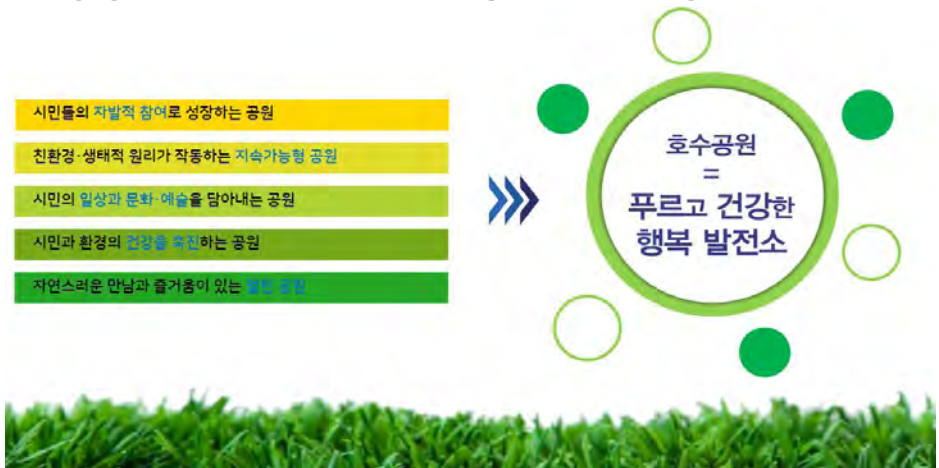 시민들의 자발적 참여로 성장하는 공원
친환경·생태적 원리가 작동하는 지속가능형 공원
시민의 일상과 문화·예술을 담아내는 공원
시민과 환경의 건강을 촉진하는 공원
자연스러운 만남과 즐거움이 있는 열린 공원
호수공원
=
푸르고 건강한
행복 발전소